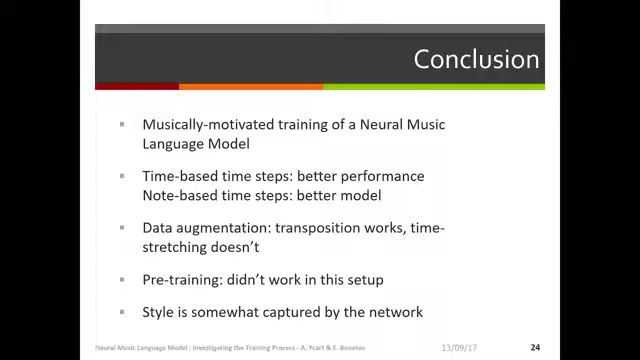 Conclusion
Musically-motivated training of a Neural Music
Language Model
Time-based time steps: better performance
Note-based time steps: better model
Data augmentation: transposition works, time-
stretching doesn't
Pre-training: didn't work in this setup
Style is somewhat captured by the network
Neural Music Language Model : Investigating the Training Process - A. Ycart & E. Benetos
13/09/17
24